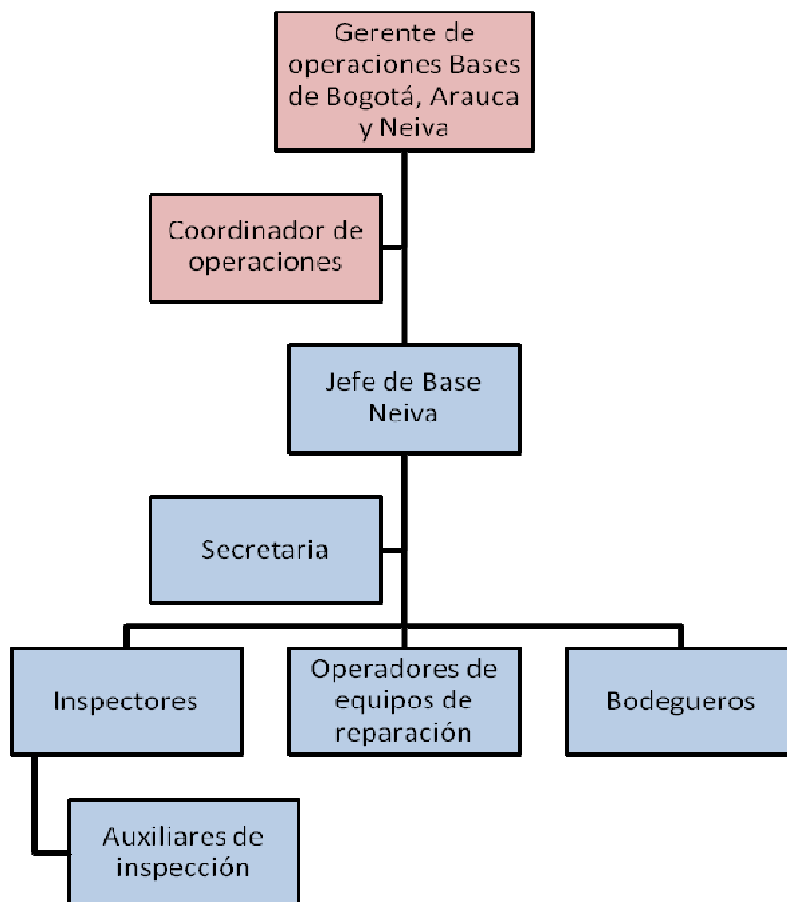 Gerente de
operaciones Bases
de Bogotá, Arauca
y Neiva
Coordinador de
operaciones
Jefe de Base
Neiva
Secretaria
Inspectores
Operadores de
equipos de
reparación
Bodegueros
Auxiliares de
inspección